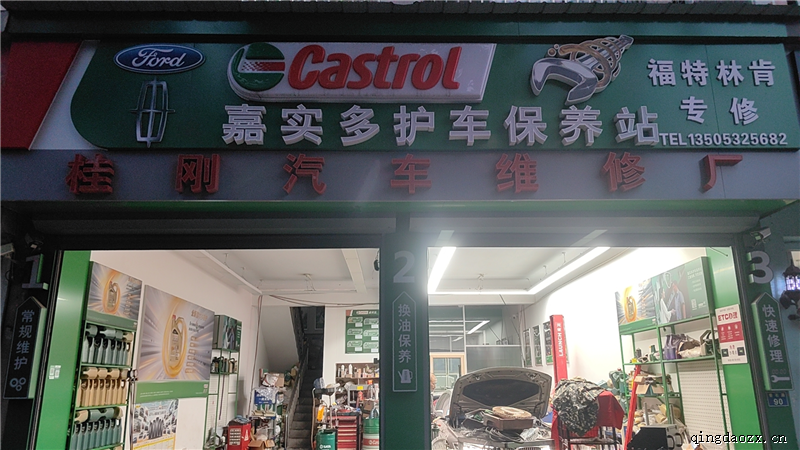 Ford
Castrol
福特林肯
专修
嘉实多护车保养站
TEL13505325682
桂刚汽车维修厂
1
常规维护
2
换油保养
3
快速修理
ETC办理
LAUNCH
90
qingdaozx.cn